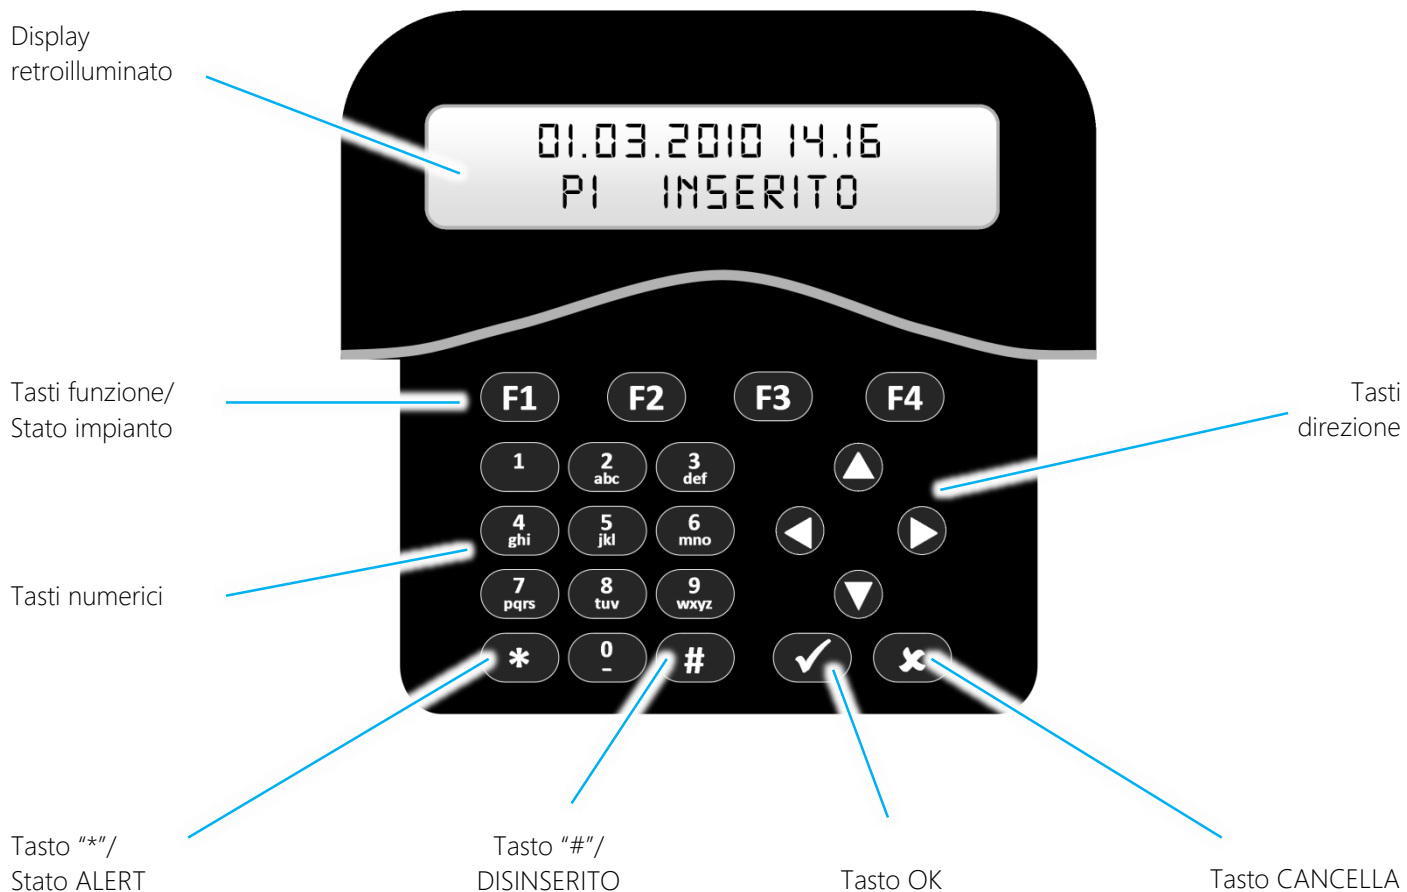 Display
retroilluminato
01.03.2010 14.16
P1 INSERITO
Tasti funzione/
Stato impianto
F1 F2 F3 F4
Tasti
direzione
1 2 3
abc def
4 5 6
ghi jkl mno
Tasti numerici
7 8 9
pqrs tuv wxyz
* 0 #
-
Tasto "*"/
Stato ALERT
Tasto "#"/
DISINSERITO
Tasto OK
Tasto CANCELLA